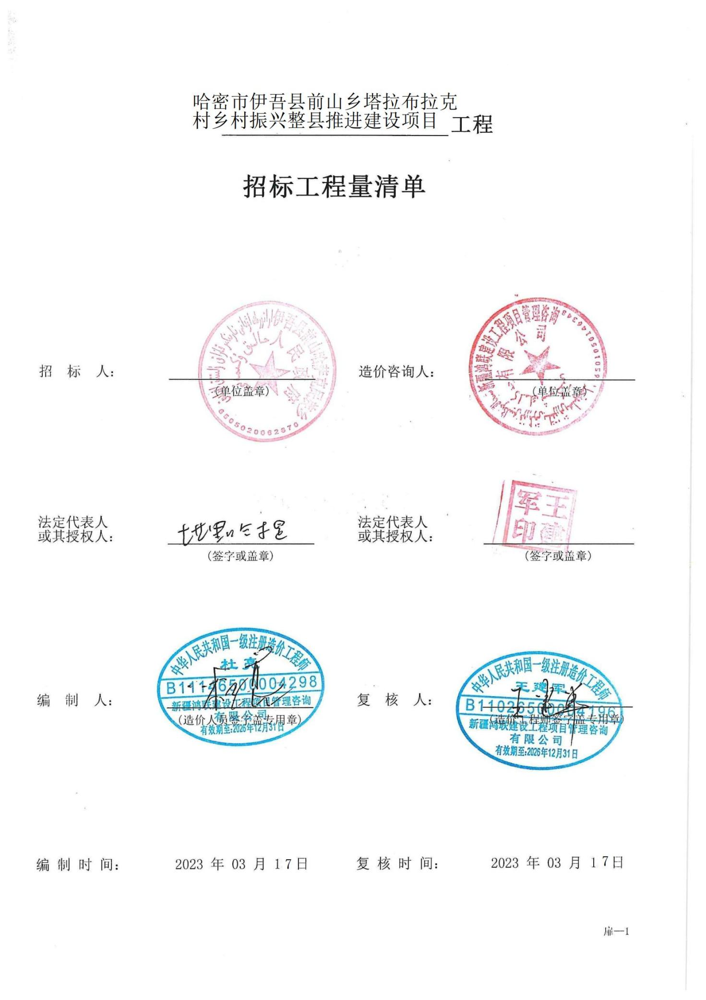 哈密市伊吾县前山乡塔拉布拉克
村乡村振兴整县推进建设项目 工程
招标工程量清单
招 标 人：
(单位盖章)
伊吾县前山哈萨克民族乡
人民政府
6505020062670
造价咨询人：
(单位盖章)
新疆鸿联建设工程项目管理咨询
有限公司
法定代表人
或其授权人：
(签字或盖章)
法定代表人
或其授权人：
王建
军印
(签字或盖章)
编 制 人：
中华人民共和国一级注册造价工程师
杜亮
B11146500004298
新疆鸿联建设工程项目管理咨询
有限公司
(造价人员签字盖专用章)
有效期至:2026年12月31日
复 核 人：
中华人民共和国一级注册造价工程师
王建军
B11026500004196
(造价工程师签字盖专用章)
新疆鸿联建设工程项目管理咨询
有限公司
有效期至:2026年12月31日
编 制 时 间： 2023 年 03 月 17日
复 核 时 间： 2023 年 03 月 17日
扉—1